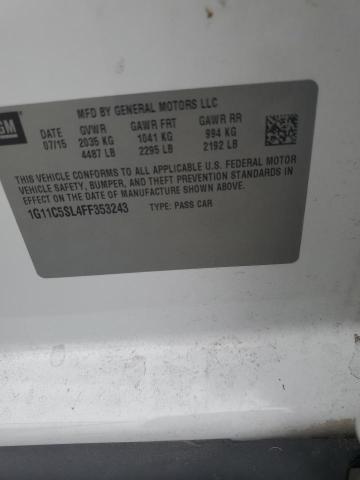 GM
MFD BY GENERAL MOTORS LLC
DATE GVWR GAWR FRT GAWR RR
07/15 2035 KG 1041 KG 994 KG
4487 LB 2295 LB 2192 LB
THIS VEHICLE CONFORMS TO ALL APPLICABLE U.S. FEDERAL MOTOR
VEHICLE SAFETY, BUMPER, AND THEFT PREVENTION STANDARDS IN
EFFECT ON THE DATE OF MANUFACTURE SHOWN ABOVE.
1G11C5SL4FF353243 TYPE: PASS CAR